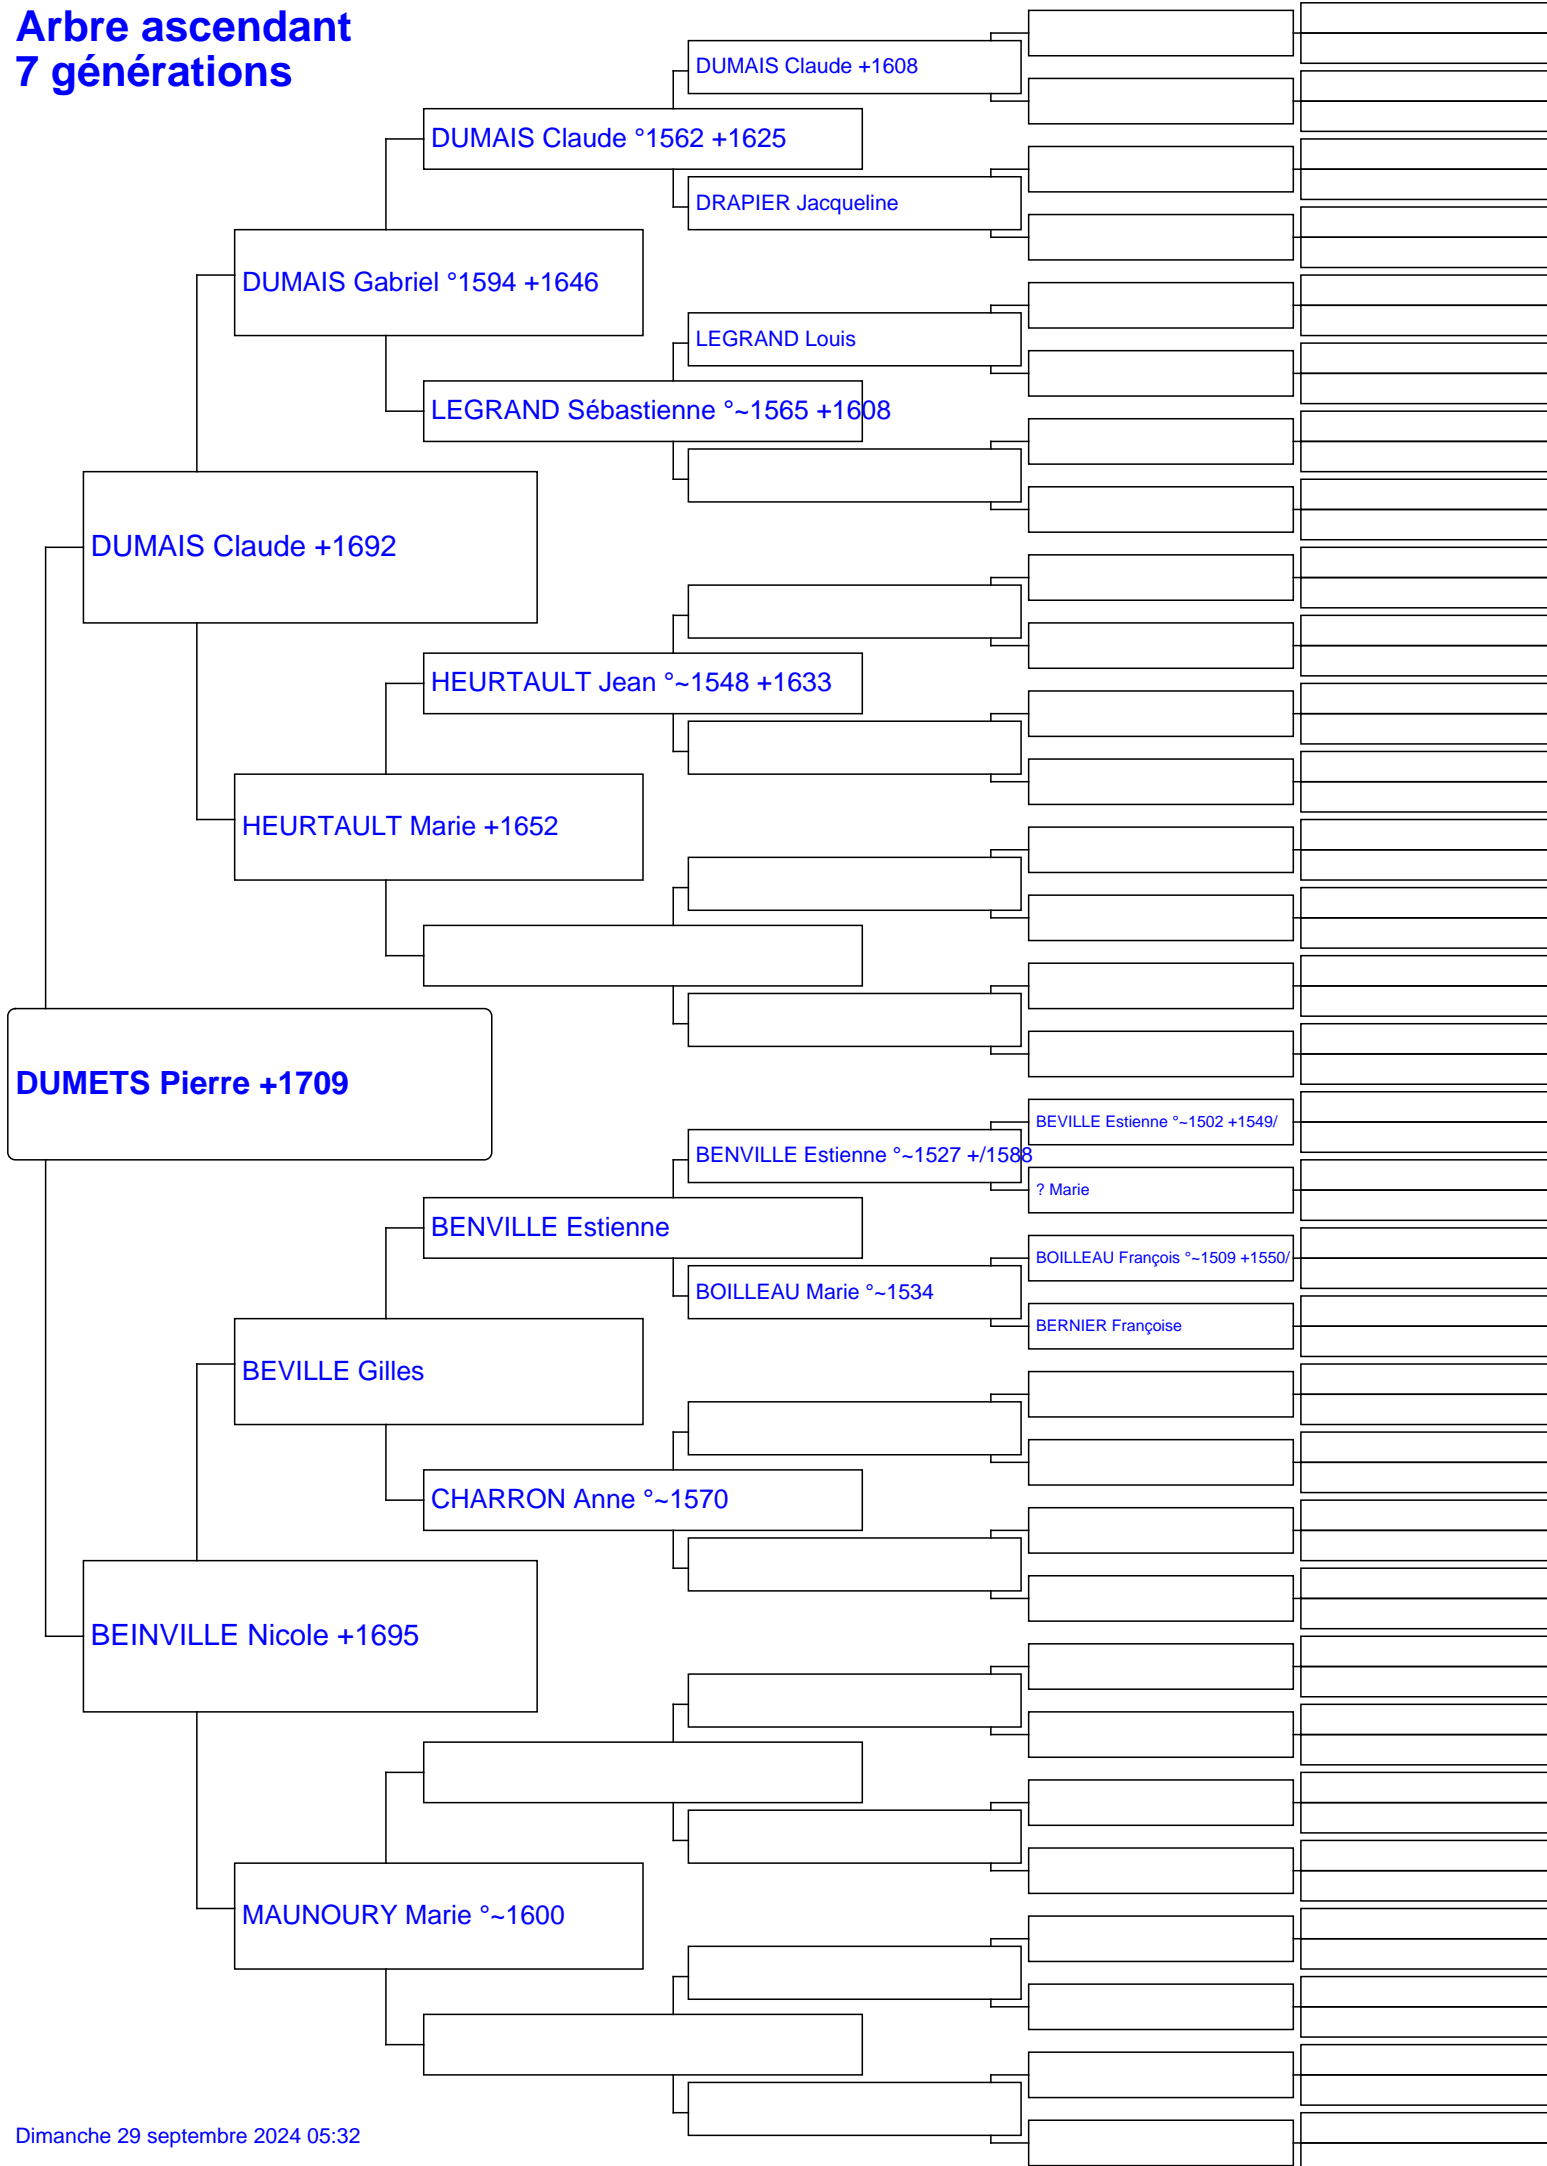 Arbre ascendant
7 générations
DUMAIS Claude +1608
DUMAIS Claude °1562 +1625
DRAPIER Jacqueline
DUMAIS Gabriel °1594 +1646
LEGRAND Louis
LEGRAND Sébastienne °~1565 +1608
DUMAIS Claude +1692
HEURTAULT Jean °~1548 +1633
HEURTAULT Marie +1652
DUMETS Pierre +1709
BEVILLE Estienne °~1502 +1549/
BENVILLE Estienne °~1527 +/1588
? Marie
BENVILLE Estienne
BOILLEAU François °~1509 +1550/
BOILLEAU Marie °~1534
BERNIER Françoise
BEVILLE Gilles
CHARRON Anne °~1570
BEINVILLE Nicole +1695
MAUNOURY Marie °~1600
Dimanche 29 septembre 2024 05:32